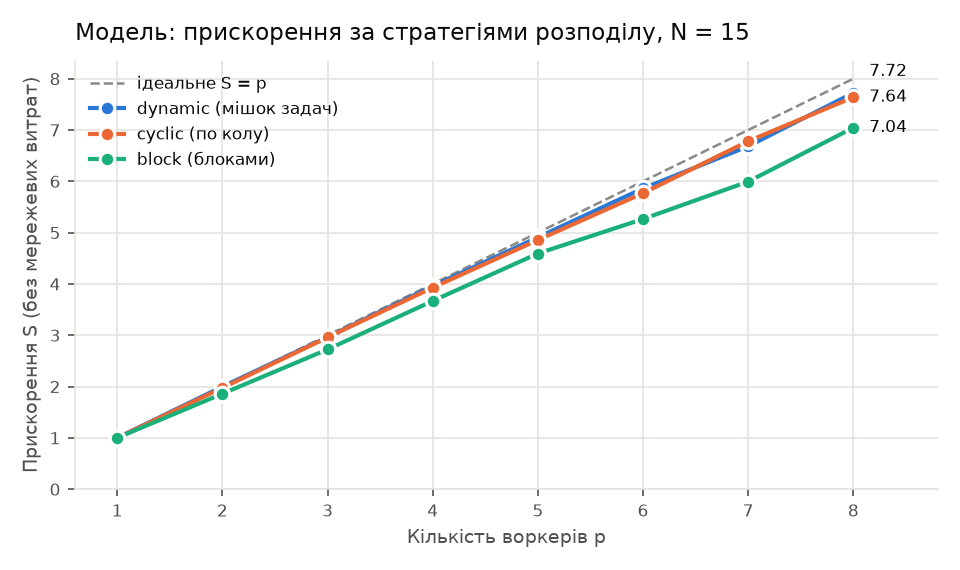 Модель: прискорення за стратегіями розподілу, N = 15
Прискорення S (без мережевих витрат)
8
7
6
5
4
3
2
1
0
ідеальне S = p
dynamic (мішок задач)
cyclic (по колу)
block (блоками)
7.72
7.64
7.04
1 2 3 4 5 6 7 8
Кількість воркерів p